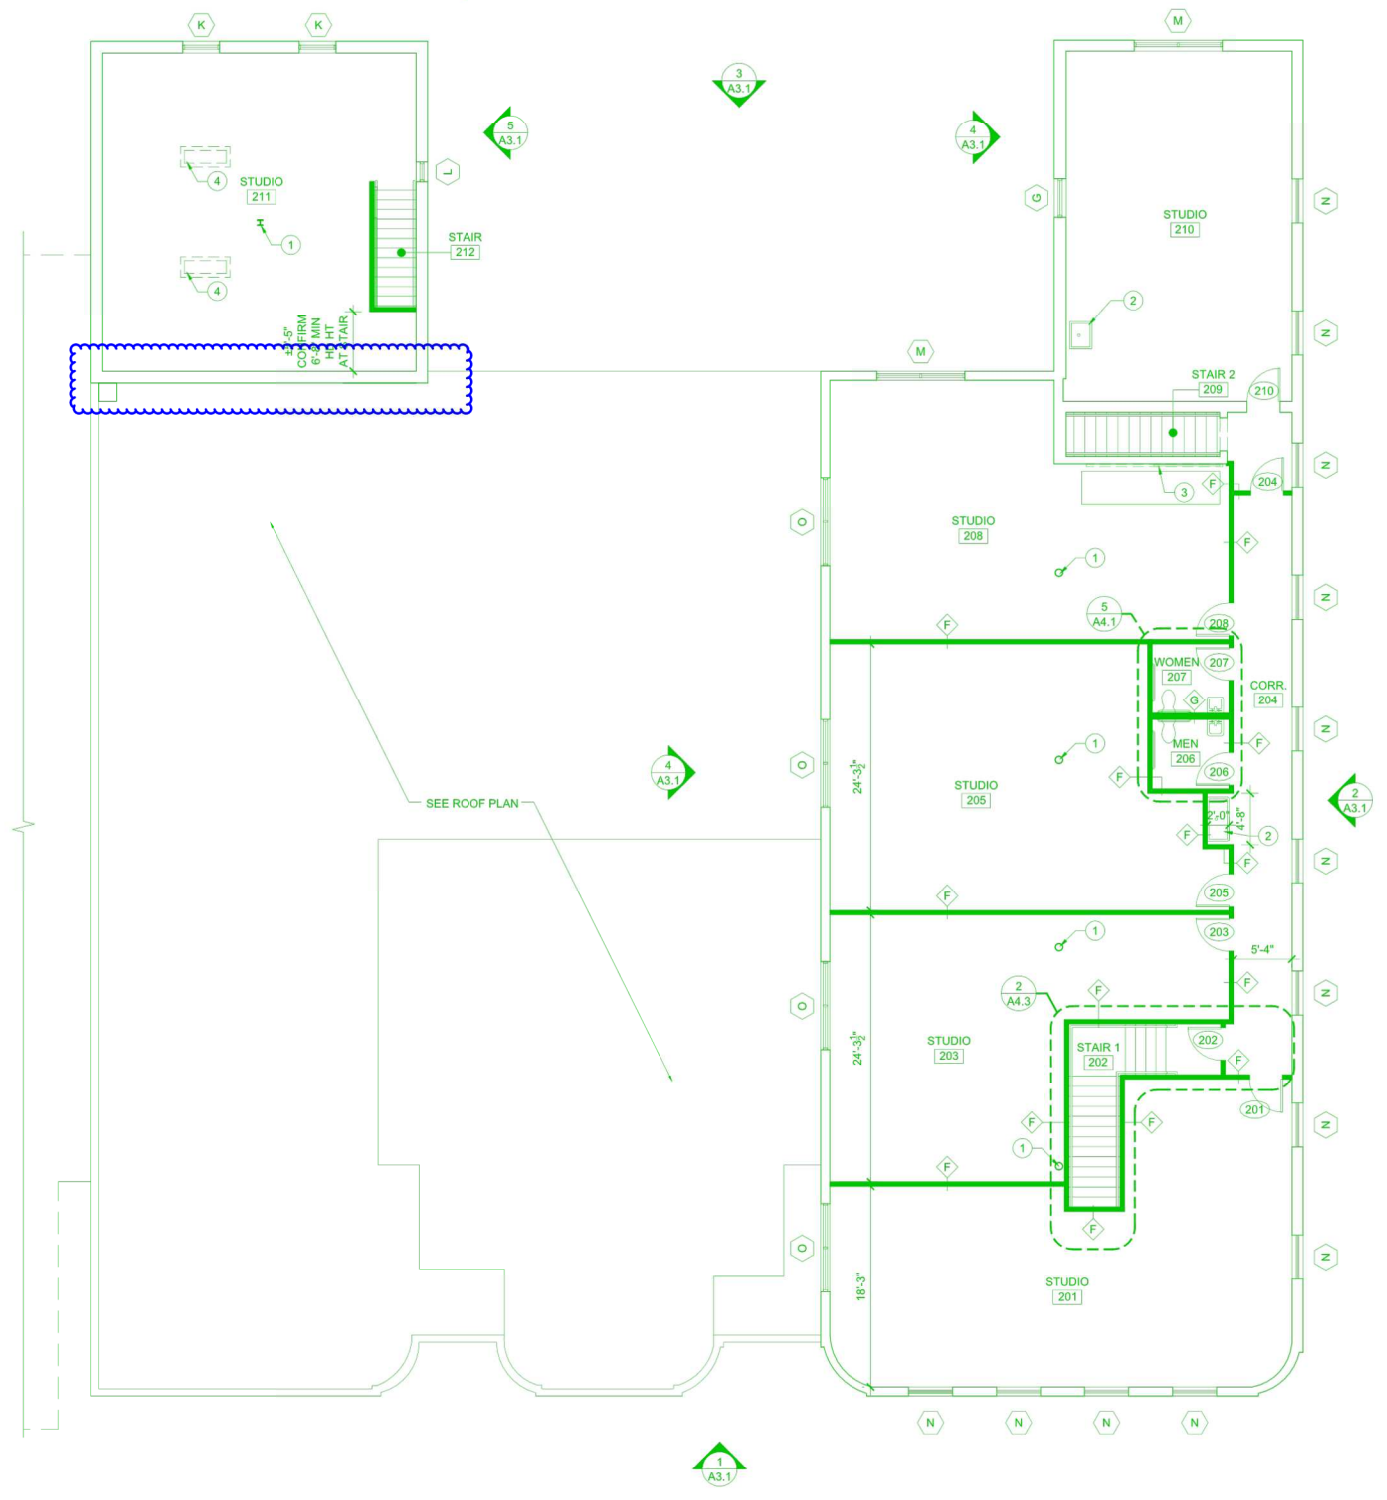 K
K
M
3
A3.1
5
A3.1
4
A3.1
L
4
STUDIO
211
1
STAIR
212
4
G
STUDIO
210
N
2
N
CONFIRM
AT STAIR
M
STAIR 2
209
210
N
F
204
3
O
STUDIO
208
F
1
N
5
A4.1
F
208
WOMEN
207
207
CORR.
204
G
N
MEN
206
F
1
206
F
4
A3.1
O
24'-3½"
STUDIO
205
2
A3.1
SEE ROOF PLAN
2'-0"
4'-8"
F
2
F
N
F
205
203
1
5'-4"
2
A4.3
F
F
N
O
24'-3½"
STUDIO
203
STAIR 1
202
202
F
201
F
F
N
1
F
F
O
N
18'-3"
STUDIO
201
N
N
N
N
1
A3.1